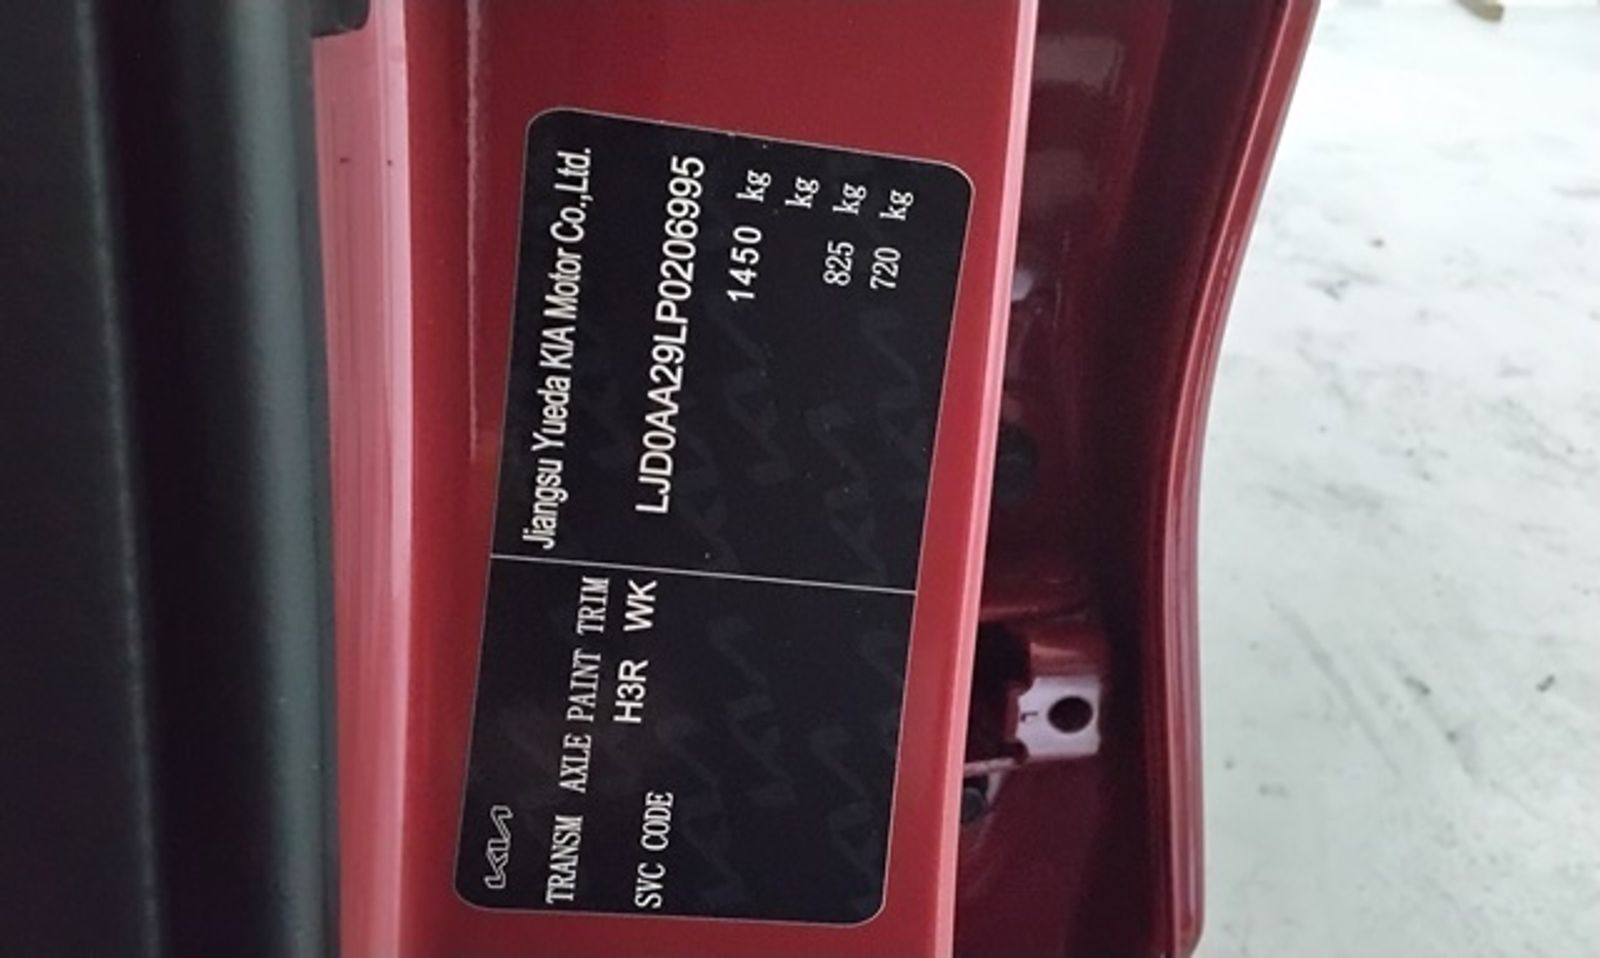 KIA
TRANSM AXLE PAINT TRIM
H3R WK
SVC CODE
Jiangsu Yueda KIA Motor Co.,Ltd.
LJD0AA29LP0206995
1450 kg
kg
825 kg
720 kg